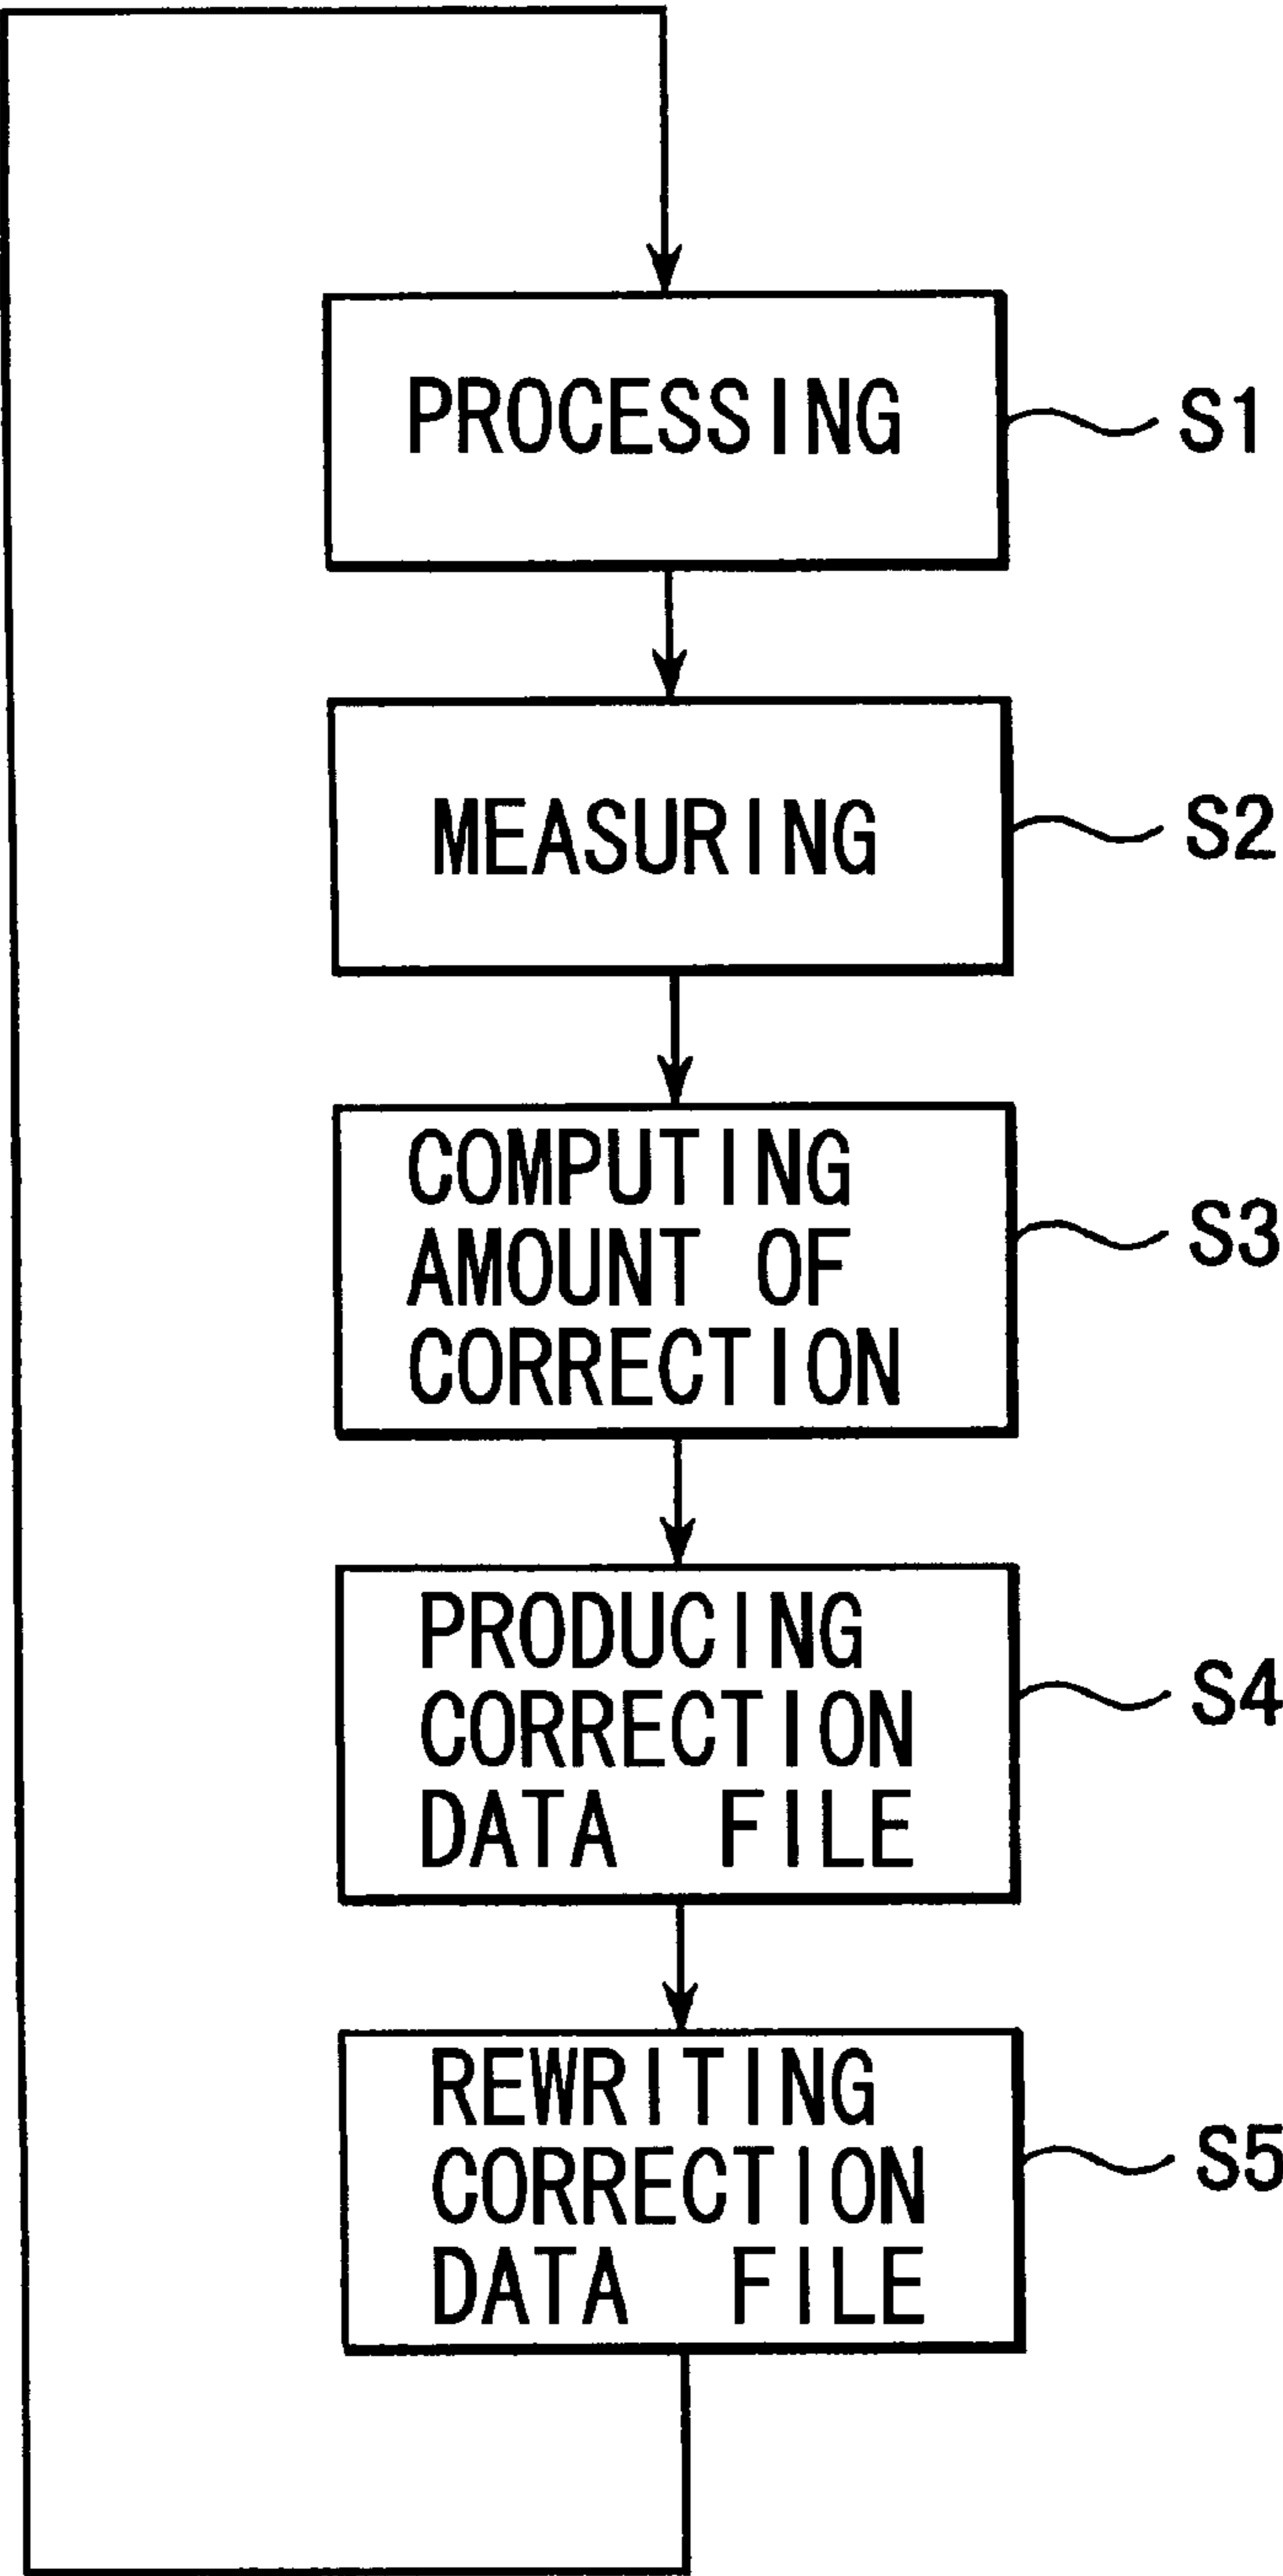 PROCESSING
S1
MEASURING
S2
COMPUTING
AMOUNT OF
CORRECTION
S3
PRODUCING
CORRECTION
DATA FILE
S4
REWRITING
CORRECTION
DATA FILE
S5